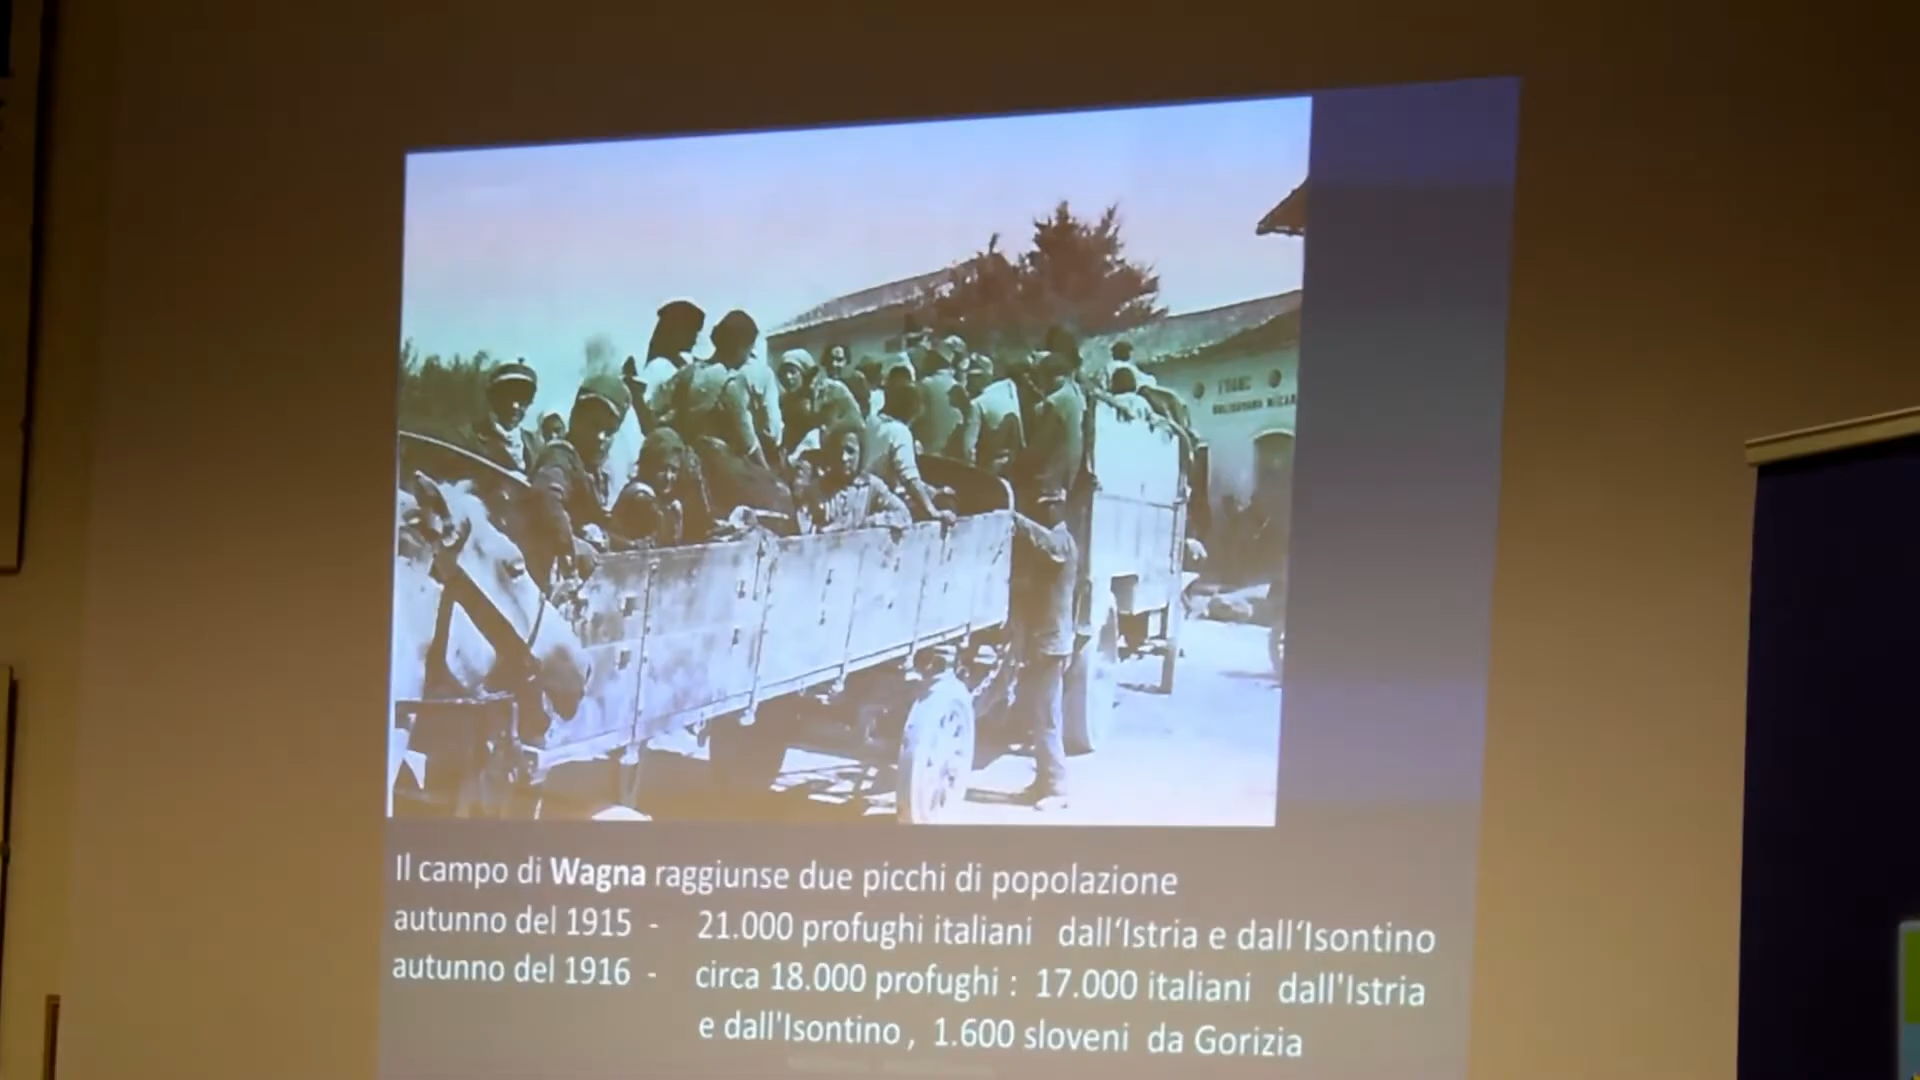 Il campo di Wagna raggiunse due picchi di popolazione
autunno del 1915 - 21.000 profughi italiani dall‘Istria e dall‘Isontino
autunno del 1916 - circa 18.000 profughi : 17.000 italiani dall'Istria
e dall'Isontino , 1.600 sloveni da Gorizia